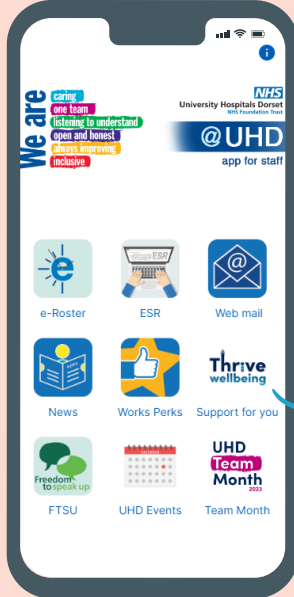 We are
caring
one team
listening to understand
open and honest
always improving
inclusive
NHS
University Hospitals Dorset
NHS Foundation Trust
@UHD
app for staff
e
e-Roster
ESR
ESR
@
Web mail
NEWS
News
Works Perks
Thrive
wellbeing
Support for you
Freedom
to speak up
FTSU
UHD Events
UHD
Team
Month
2023
Team Month